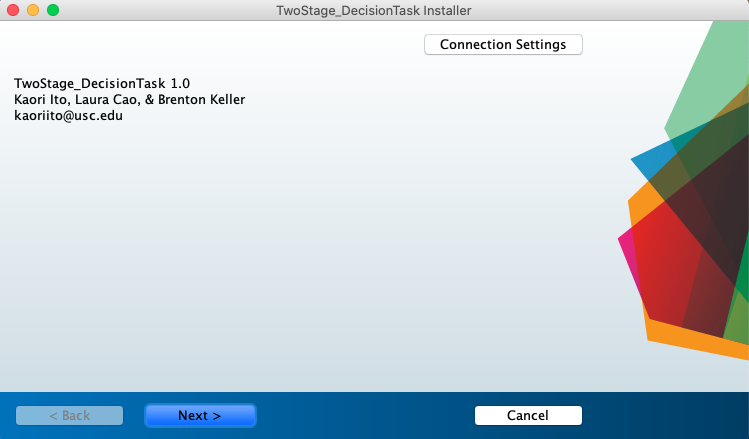 TwoStage_DecisionTask Installer
Connection Settings
TwoStage_DecisionTask 1.0
Kaori Ito, Laura Cao, & Brenton Keller
kaoriito@usc.edu
< Back
Next >
Cancel